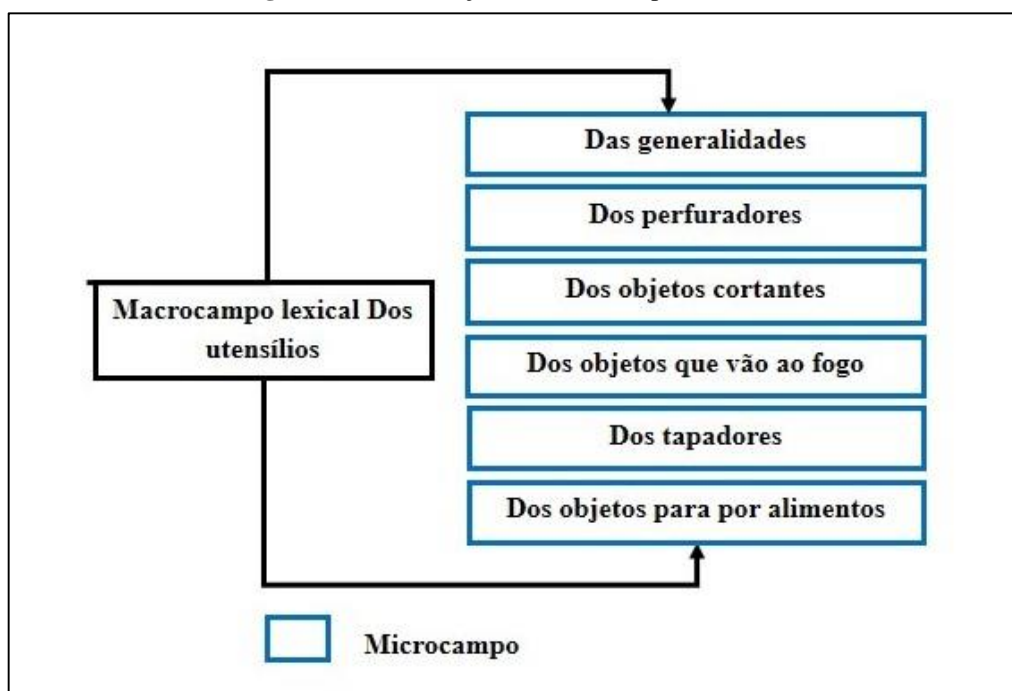 Macrocampo lexical Dos
utensílios
Das generalidades
Dos perfuradores
Dos objetos cortantes
Dos objetos que vão ao fogo
Dos tapadores
Dos objetos para por alimentos
Microcampo